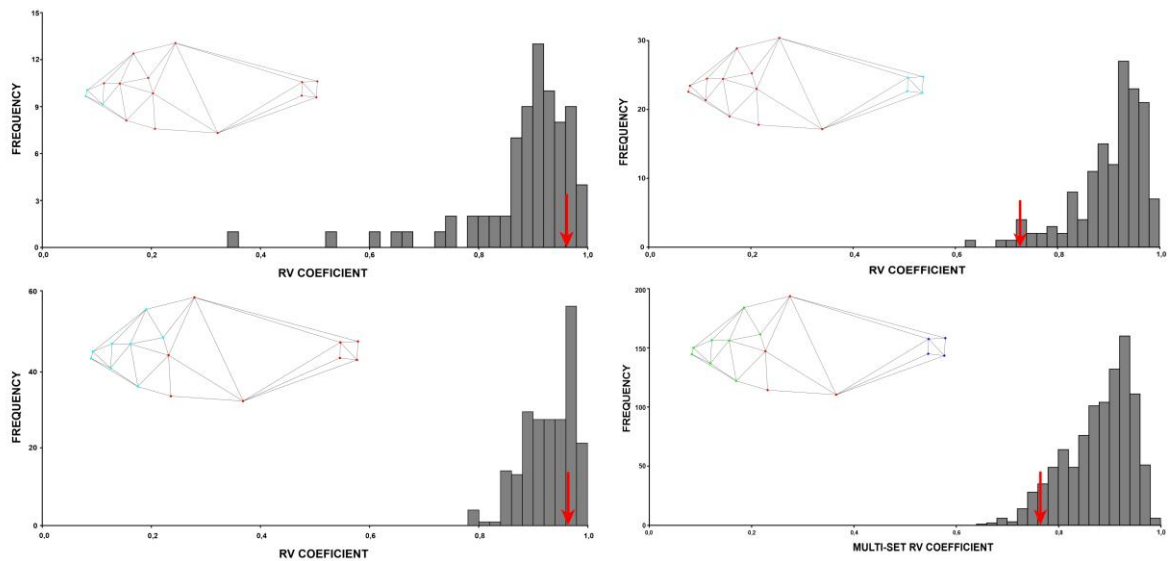 15
12
9
6
3
0
FREQUENCY
0,0 0,2 0,4 0,6 0,8 1,0
RV COEFICIENT
30
20
10
0
FREQUENCY
0,0 0,2 0,4 0,6 0,8 1,0
RV COEFFICIENT
60
40
20
0
FREQUENCY
0,0 0,2 0,4 0,6 0,8 1,0
RV COEFICIENT
200
150
100
50
0
FREQUENCY
0,0 0,2 0,4 0,6 0,8 1,0
MULTI-SET RV COEFFICIENT